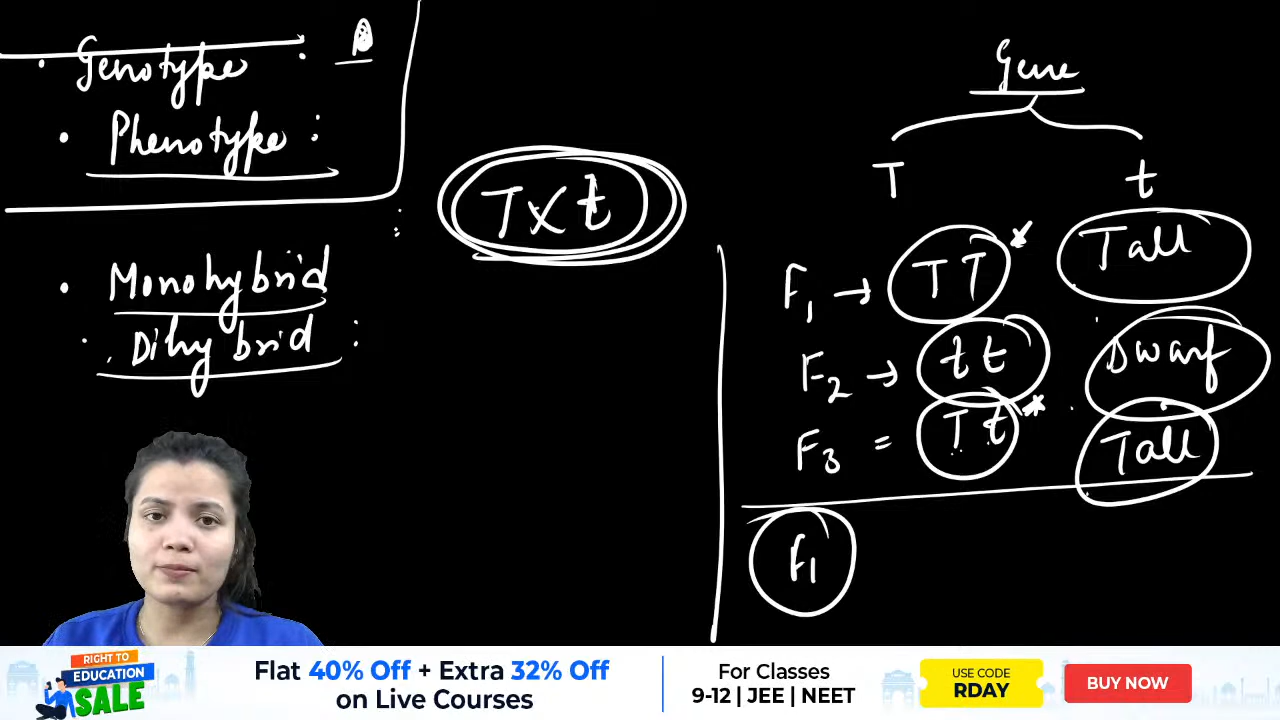 • Genotype :
• Phenotype :
• Monohybrid
• Dihybrid :
T x t
Gene
T t
F1 → TT* Tall
F2 → tt Dwarf
F3 = Tt* Tall
F1
RIGHT TO
EDUCATION
SALE
Flat 40% Off + Extra 32% Off
on Live Courses
For Classes
9-12 | JEE | NEET
USE CODE
RDAY
BUY NOW